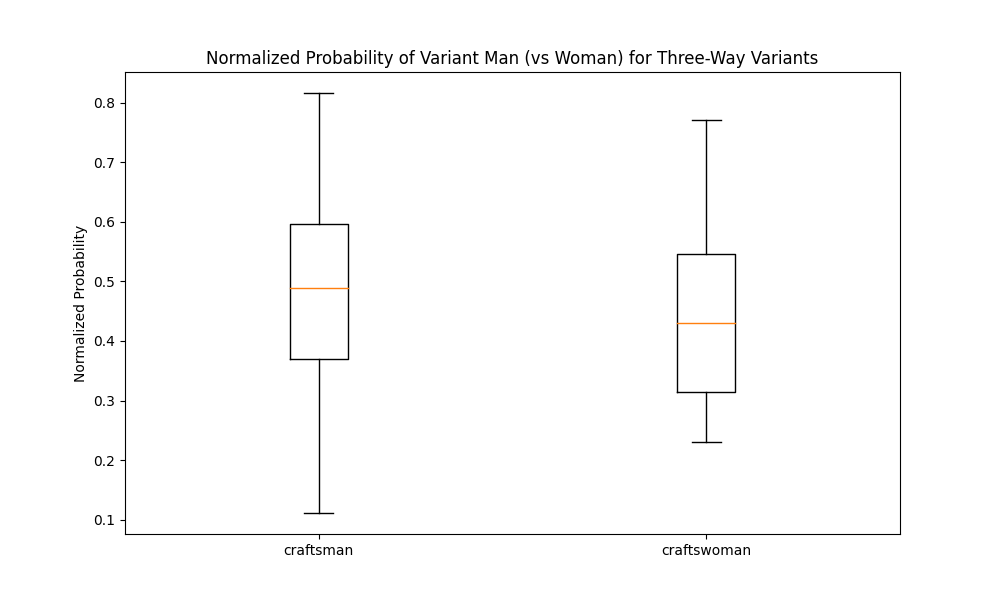 Normalized Probability of Variant Man (vs Woman) for Three-Way Variants
Normalized Probability
0.8
0.7
0.6
0.5
0.4
0.3
0.2
0.1
craftsman
craftswoman